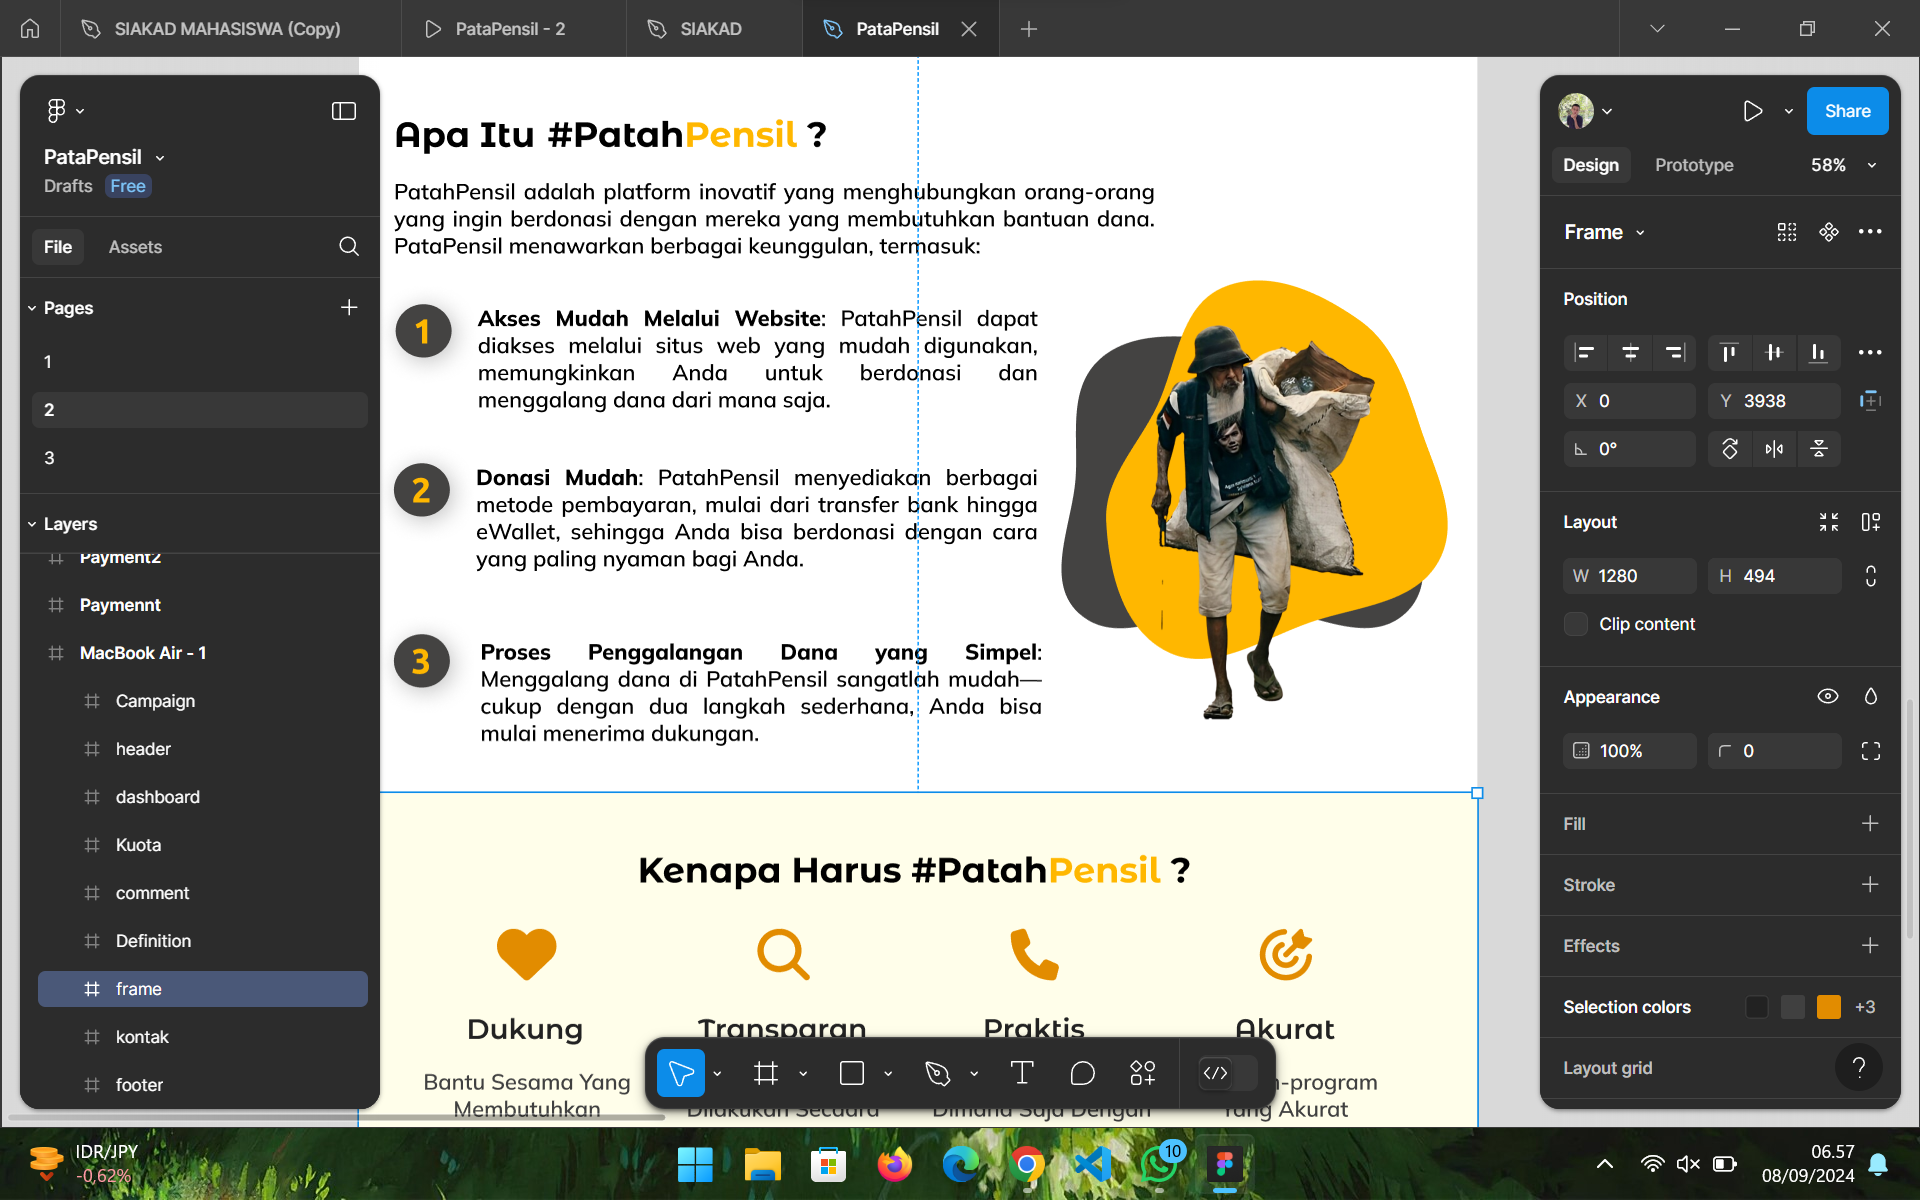 SIAKAD MAHASISWA (Copy)
PataPensil - 2
SIAKAD
PataPensil
PataPensil
Drafts Free
File Assets
Pages
1
2
3
Layers
Payment2
Paymennt
MacBook Air - 1
Campaign
header
dashboard
Kuota
comment
Definition
frame
kontak
footer
Apa Itu #PatahPensil ?
PatahPensil adalah platform inovatif yang menghubungkan orang-orang
yang ingin berdonasi dengan mereka yang membutuhkan bantuan dana.
PataPensil menawarkan berbagai keunggulan, termasuk:
1
Akses Mudah Melalui Website: PatahPensil dapat
diakses melalui situs web yang mudah digunakan,
memungkinkan Anda untuk berdonasi dan
menggalang dana dari mana saja.
2
Donasi Mudah: PatahPensil menyediakan berbagai
metode pembayaran, mulai dari transfer bank hingga
eWallet, sehingga Anda bisa berdonasi dengan cara
yang paling nyaman bagi Anda.
3
Proses Penggalangan Dana yang Simpel:
Menggalang dana di PatahPensil sangatlah mudah—
cukup dengan dua langkah sederhana, Anda bisa
mulai menerima dukungan.
Kenapa Harus #PatahPensil ?
Dukung
Transparan
Praktis
Akurat
Bantu Sesama Yang
Membutuhkan
Dilakukan Secara
Dimana Saja Dengan
-program
Yang Akurat
Share
Design Prototype 58%
Frame
Position
X 0 Y 3938
0°
Layout
W 1280 H 494
Clip content
Appearance
100% 0
Fill
Stroke
Effects
Selection colors +3
Layout grid
?
IDR/JPY
-0,62%
10
06.57
08/09/2024